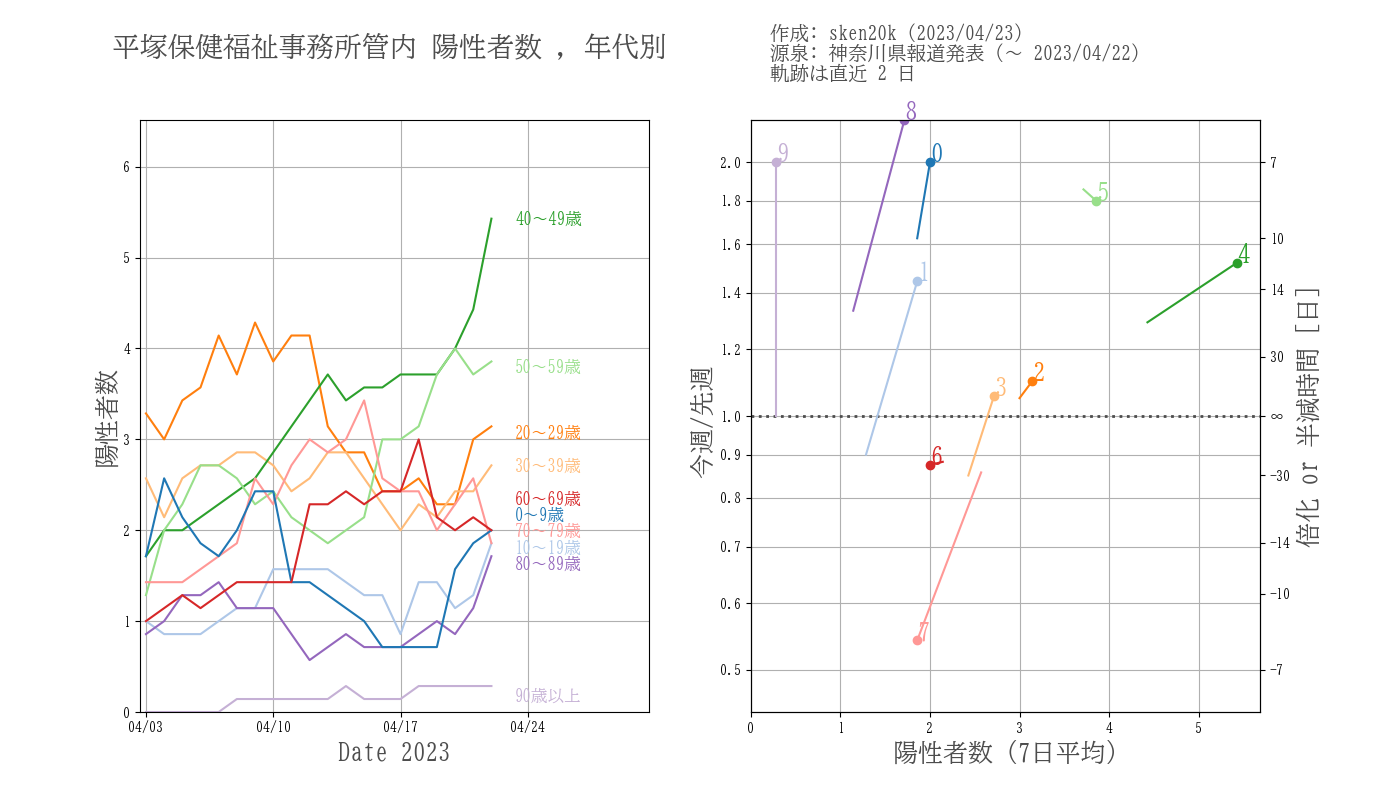 平塚保健福祉事務所管内 陽性者数 , 年代別
作成: sken20k (2023/04/23)
源泉: 神奈川県報道発表 (～ 2023/04/22)
軌跡は直近 2 日
陽性者数
6
5
4
3
2
1
0
04/03
04/10
04/17
04/24
Date 2023
40～49歳
50～59歳
20～29歳
30～39歳
60～69歳
0～9歳
70～79歳
10～19歳
80～89歳
90歳以上
今週/先週
2.0
1.8
1.6
1.4
1.2
1.0
0.9
0.8
0.7
0.6
0.5
8
9
0
5
4
1
2
3
6
7
0
1
2
3
4
5
陽性者数 (7日平均)
7
10
14
30
∞
-30
-14
-10
-7
倍化 or 半減時間 [日]